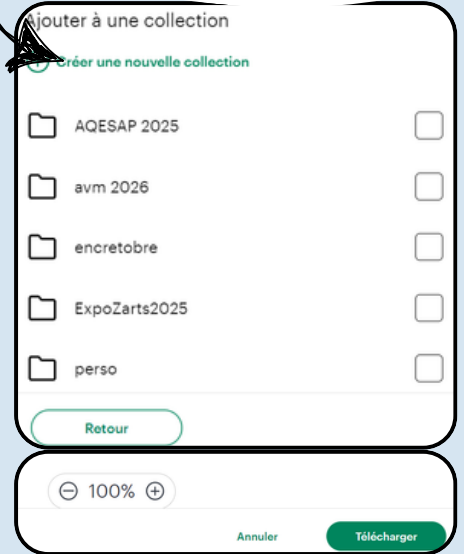 Ajouter à une collection
Créer une nouvelle collection
AQESAP 2025
avm 2026
encretobre
ExpoZarts2025
perso
Retour
100%
Annuler
Télécharger